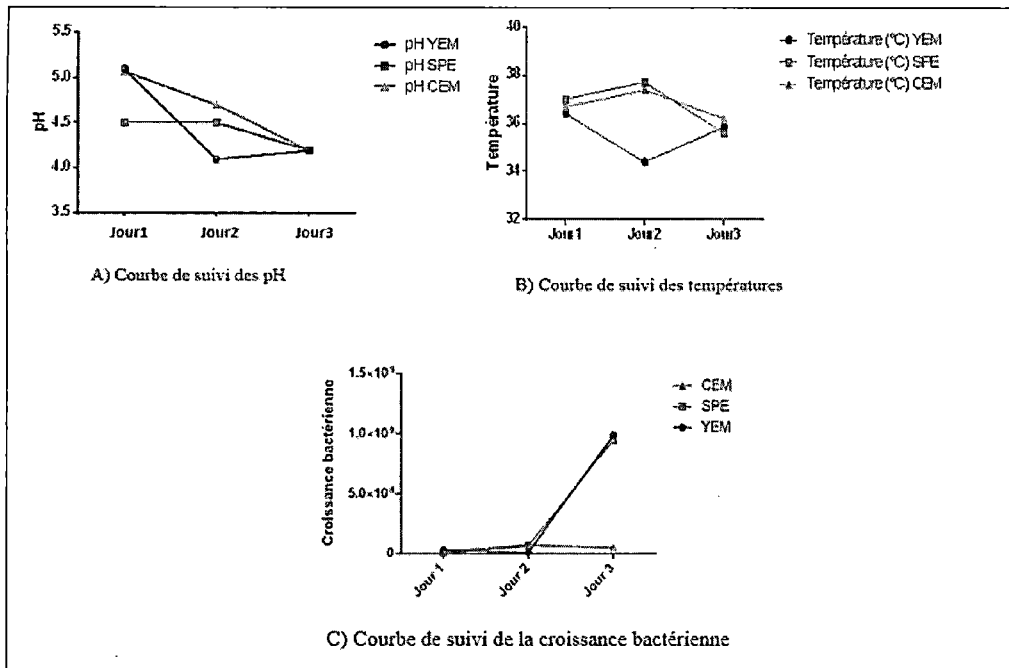 5.5
5.0
4.5
4.0
3.5
pH
Jour1
Jour2
Jour3
pH YEM
pH SPE
pH CEM
A) Courbe de suivi des pH
40
38
36
34
32
Température
Jour1
Jour2
Jour3
Température (°C) YEM
Température (°C) SPE
Température (°C) CEM
B) Courbe de suivi des températures
0
Croissance bactérienne
Jour 1
Jour 2
Jour 3
CEM
SPE
YEM
C) Courbe de suivi de la croissance bactérienne